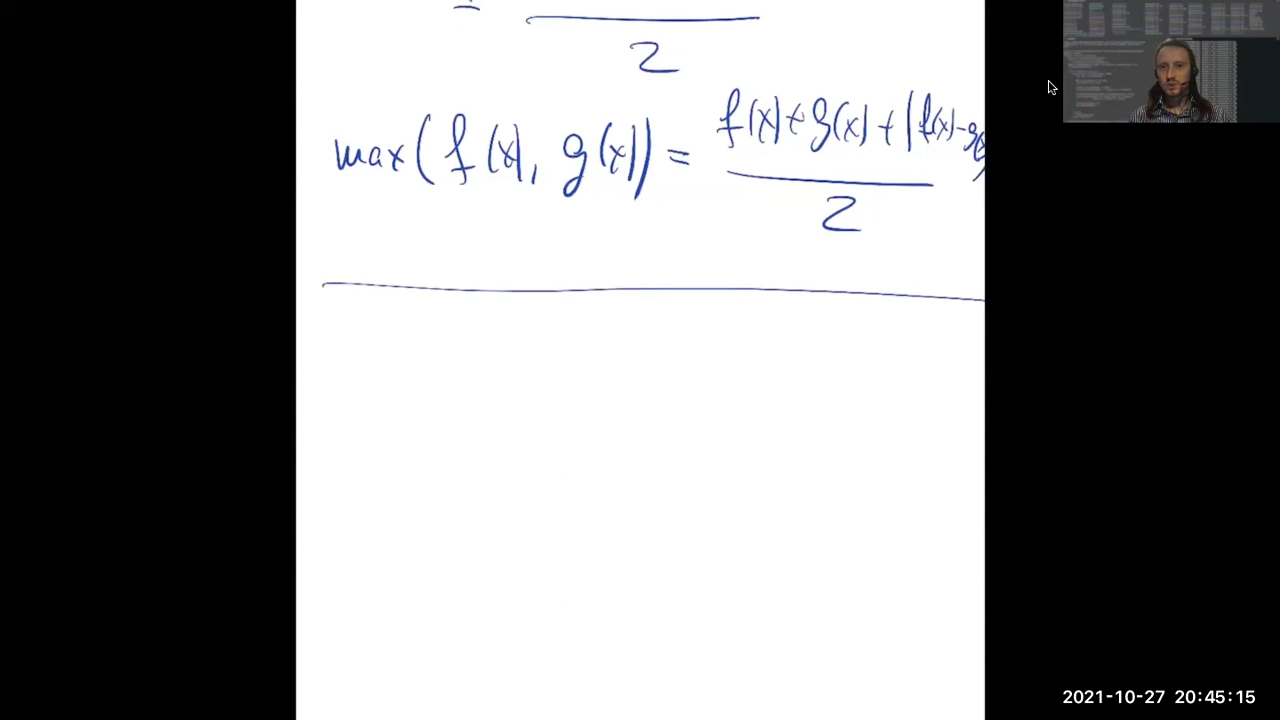 2
max(f(x), g(x)) = f(x)+g(x)+|f(x)-g(x)
2
2021-10-27 20:45:15